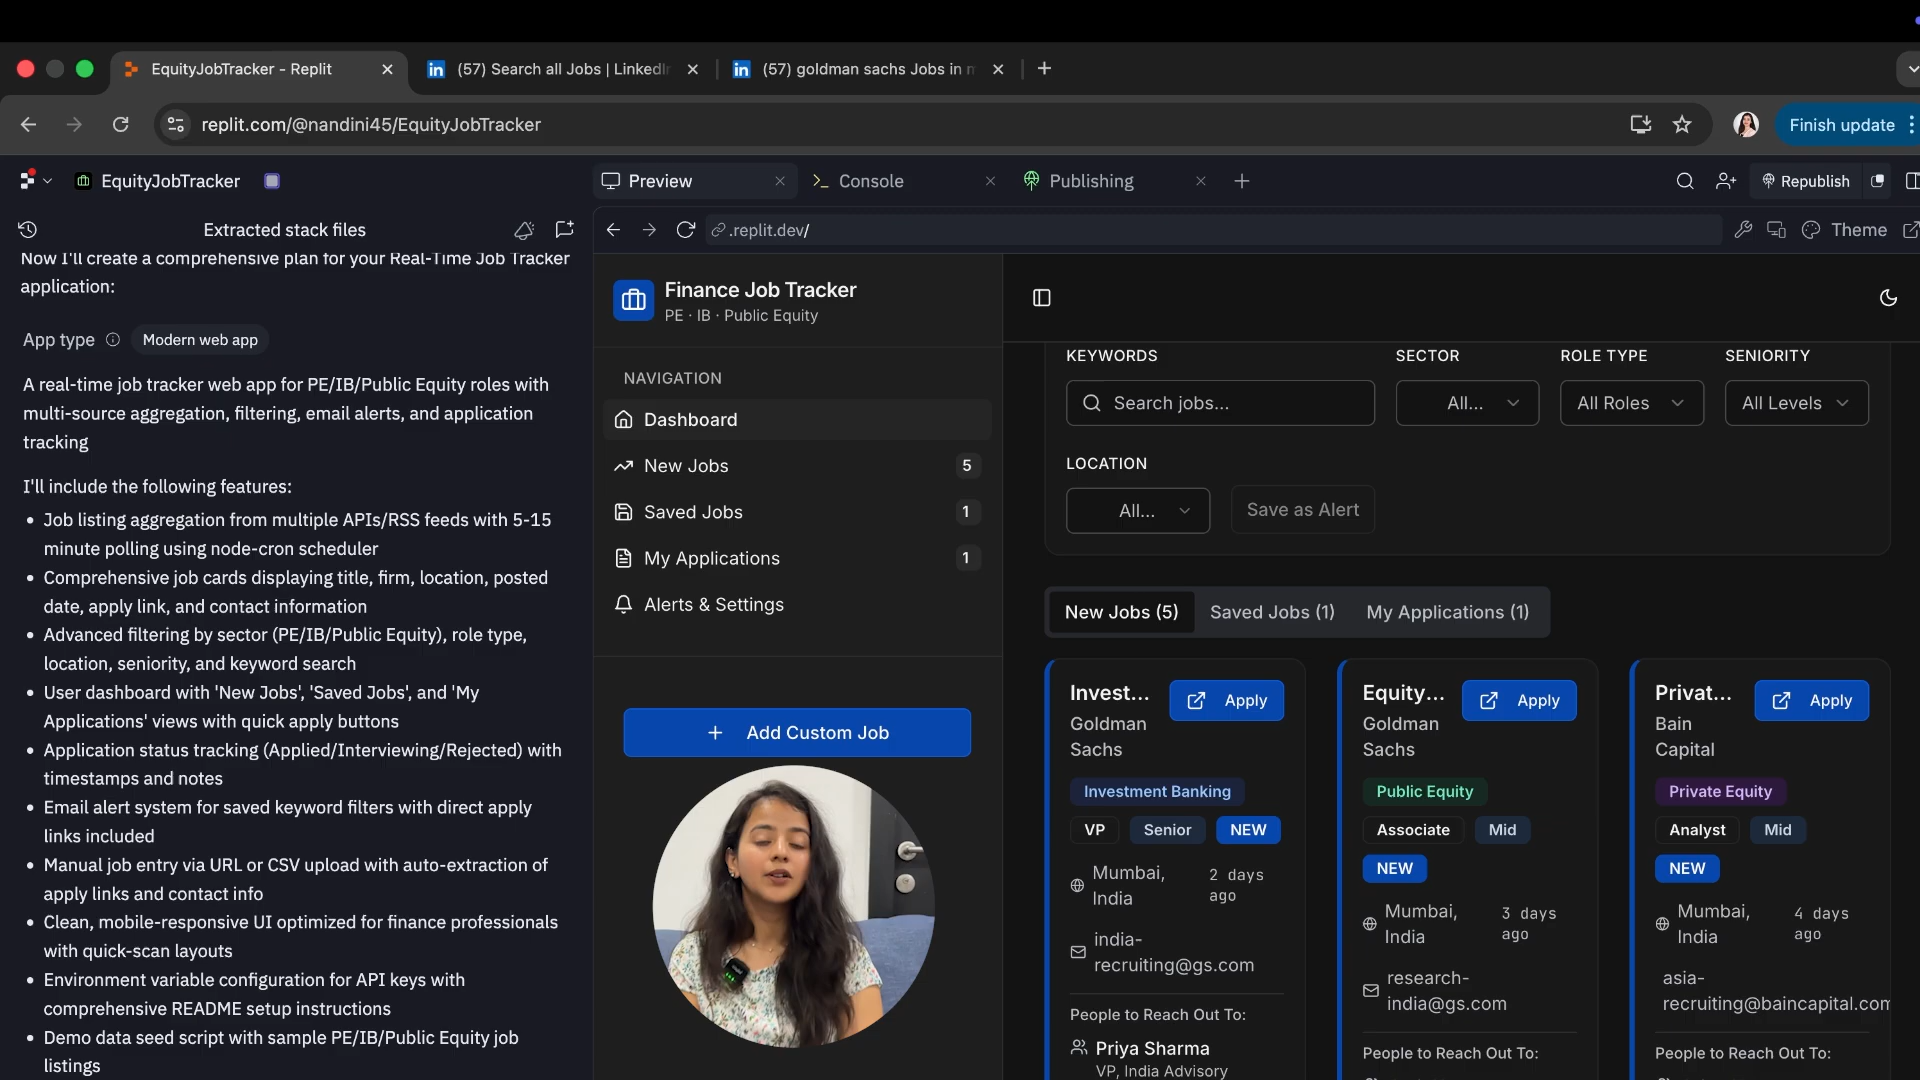 EquityJobTracker - Replit
(57) Search all Jobs | LinkedIn
(57) goldman sachs Jobs in
replit.com/@nandini45/EquityJobTracker
Finish update
EquityJobTracker
Preview
Console
Publishing
Republish
Extracted stack files
.replit.dev/
Theme
Now I'll create a comprehensive plan for your Real-Time Job Tracker
application:
App type
Modern web app
A real-time job tracker web app for PE/IB/Public Equity roles with
multi-source aggregation, filtering, email alerts, and application
tracking
I'll include the following features:
• Job listing aggregation from multiple APIs/RSS feeds with 5-15
minute polling using node-cron scheduler
• Comprehensive job cards displaying title, firm, location, posted
date, apply link, and contact information
• Advanced filtering by sector (PE/IB/Public Equity), role type,
location, seniority, and keyword search
• User dashboard with 'New Jobs', 'Saved Jobs', and 'My
Applications' views with quick apply buttons
• Application status tracking (Applied/Interviewing/Rejected) with
timestamps and notes
• Email alert system for saved keyword filters with direct apply
links included
• Manual job entry via URL or CSV upload with auto-extraction of
apply links and contact info
• Clean, mobile-responsive UI optimized for finance professionals
with quick-scan layouts
• Environment variable configuration for API keys with
comprehensive README setup instructions
• Demo data seed script with sample PE/IB/Public Equity job
listings
Finance Job Tracker
PE · IB · Public Equity
NAVIGATION
Dashboard
New Jobs 5
Saved Jobs 1
My Applications 1
Alerts & Settings
+ Add Custom Job
KEYWORDS
Search jobs...
SECTOR
All...
ROLE TYPE
All Roles
SENIORITY
All Levels
LOCATION
All...
Save as Alert
New Jobs (5)
Saved Jobs (1)
My Applications (1)
Invest...
Apply
Goldman
Sachs
Investment Banking
VP
Senior
NEW
Mumbai,
India
2 days
ago
india-
recruiting@gs.com
People to Reach Out To:
Priya Sharma
VP, India Advisory
Equity...
Apply
Goldman
Sachs
Public Equity
Associate
Mid
NEW
Mumbai,
India
3 days
ago
research-
india@gs.com
People to Reach Out To:
Privat...
Apply
Bain
Capital
Private Equity
Analyst
Mid
NEW
Mumbai,
India
4 days
ago
asia-
recruiting@baincapital.com
People to Reach Out To: